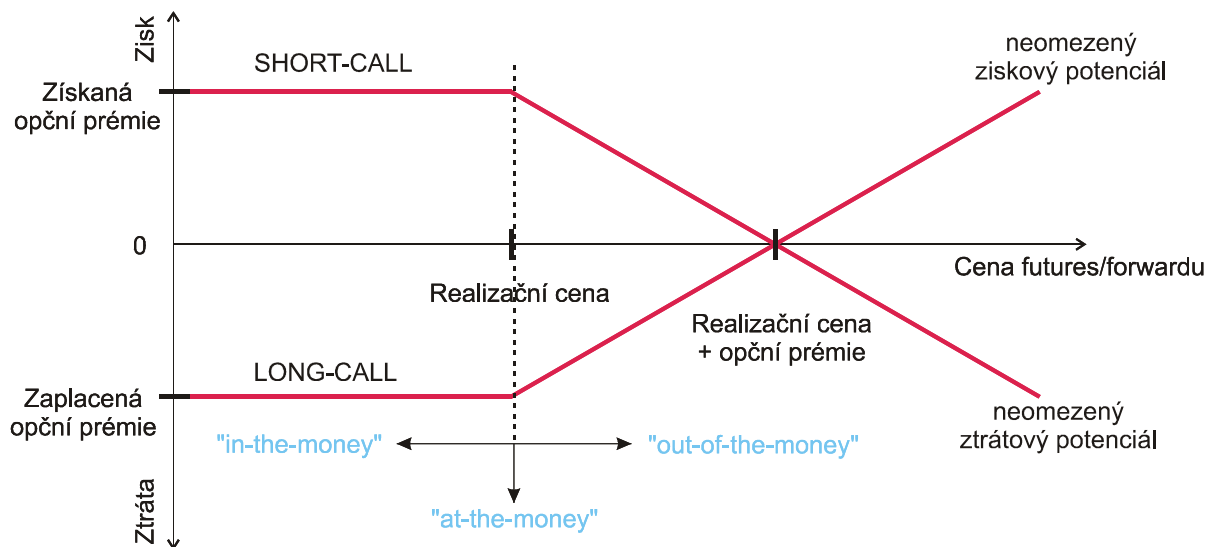 Zisk
SHORT-CALL
neomezený
ziskový potenciál
Získaná
opční prémie
0
Cena futures/forwardu
Realizační cena
Realizační cena
+ opční prémie
LONG-CALL
Zaplacená
opční prémie
neomezený
ztrátový potenciál
"in-the-money"
"out-of-the-money"
"at-the-money"
Ztráta